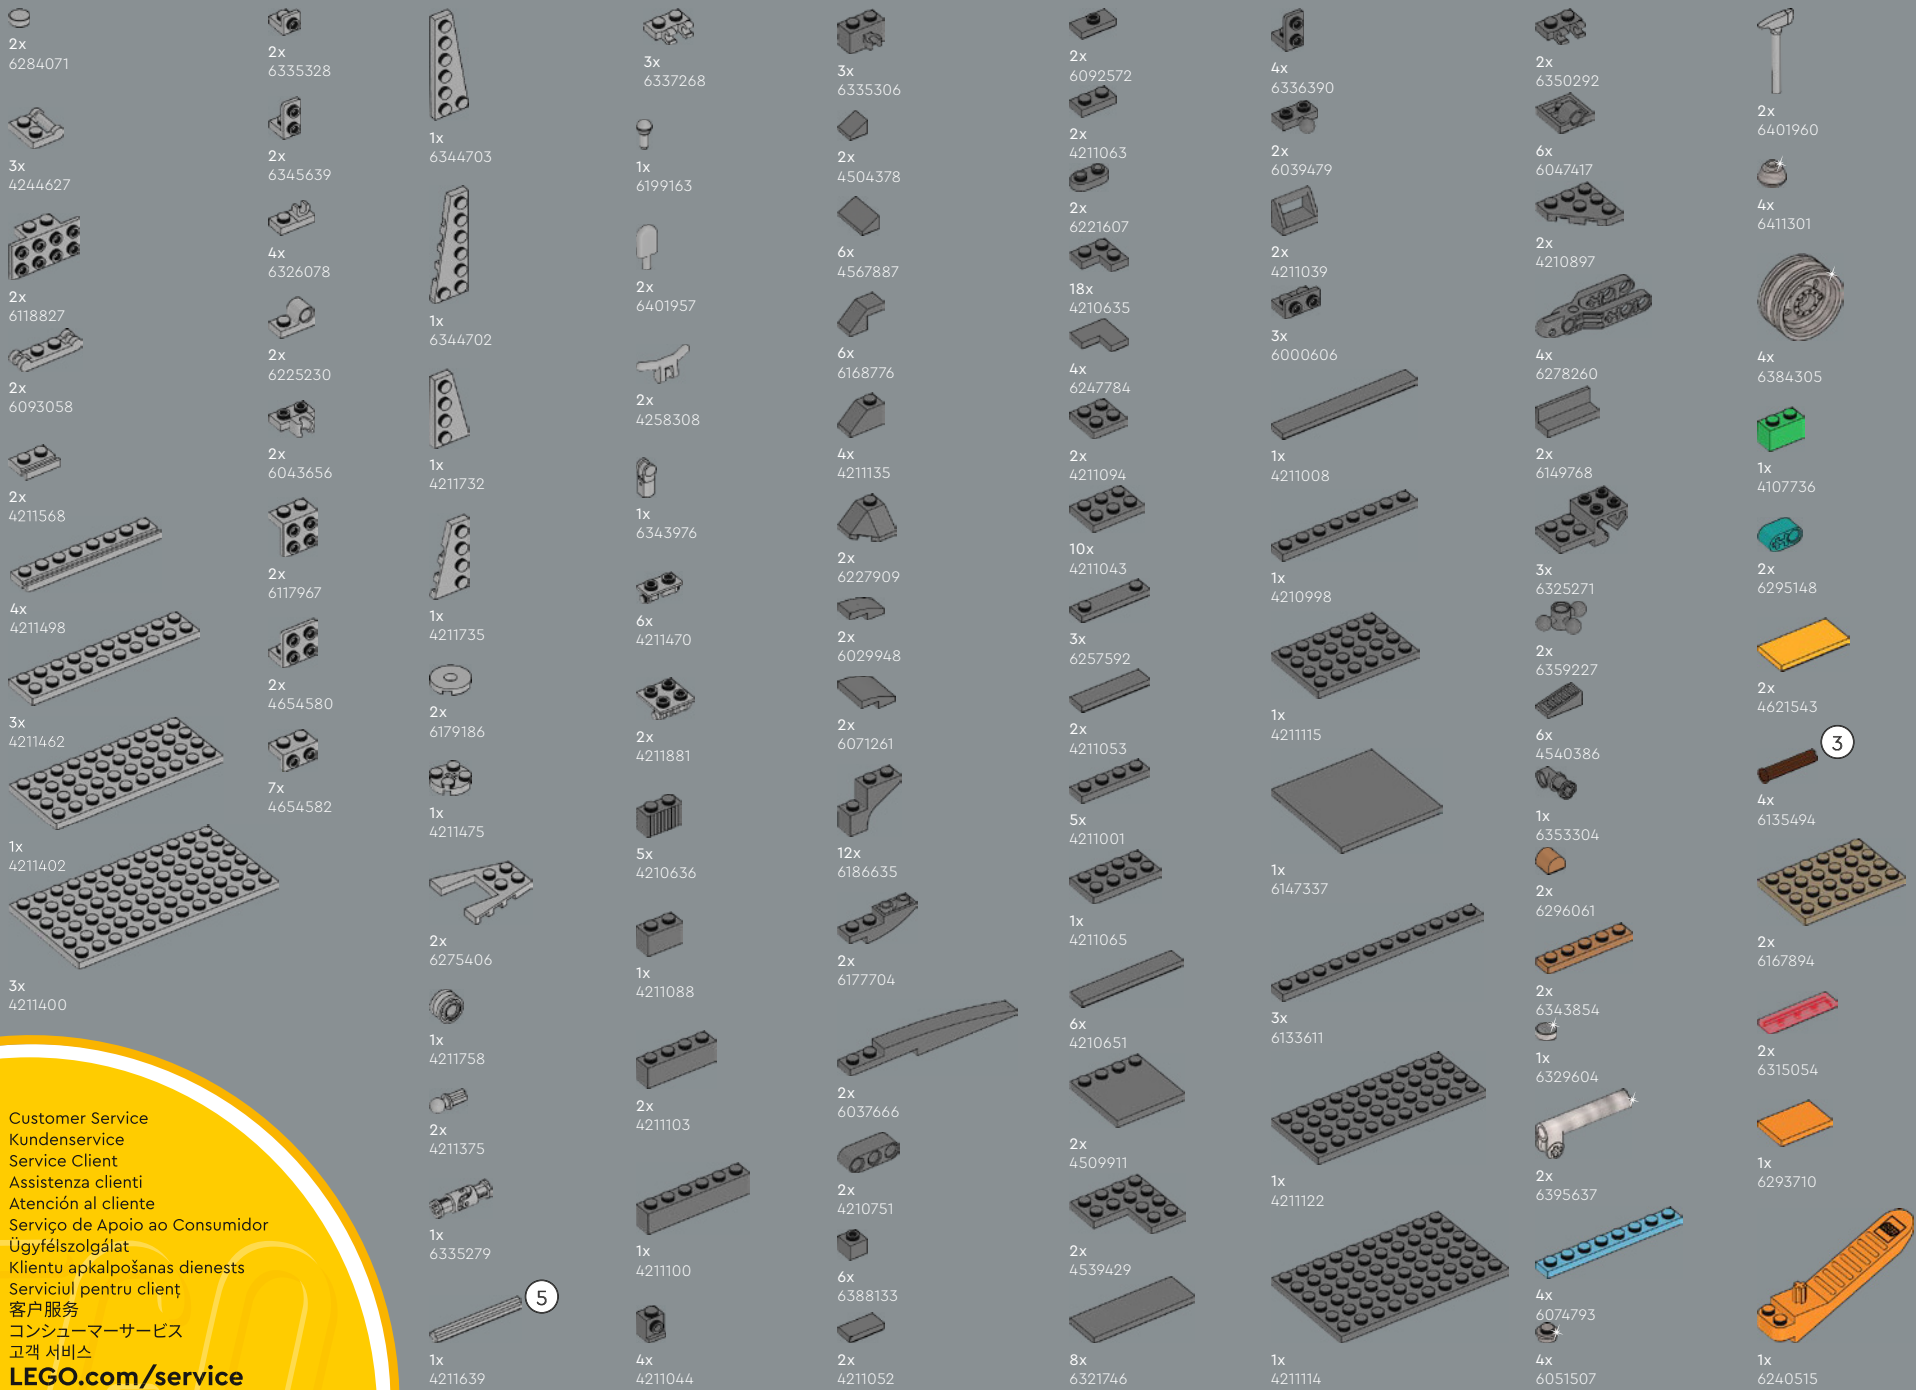 2x
6284071
3x
4244627
2x
6118827
2x
6093058
2x
4211568
4x
4211498
3x
4211462
1x
4211402
3x
4211400
Customer Service
Kundenservice
Service Client
Assistenza clienti
Atención al cliente
Serviço de Apoio ao Consumidor
Ügyfélszolgálat
Klientu apkalpošanas dienests
Serviciul pentru clienț
客户服务
コンシューマーサービス
고객 서비스
LEGO.com/service
2x
6335328
2x
6345639
4x
6326078
2x
6225230
2x
6043656
2x
6117967
2x
4654580
7x
4654582
1x
6344703
1x
6344702
1x
4211732
1x
4211735
2x
6179186
1x
4211475
2x
6275406
1x
4211758
2x
4211375
1x
6335279
5
1x
4211639
3x
6337268
1x
6199163
2x
6401957
2x
4258308
1x
6343976
6x
4211470
2x
4211881
5x
4210636
1x
4211088
2x
4211103
1x
4211100
4x
4211044
3x
6335306
2x
4504378
6x
4567887
6x
6168776
4x
4211135
2x
6227909
2x
6029948
2x
6071261
12x
6186635
2x
6177704
2x
6037666
2x
4210751
6x
6388133
2x
4211052
2x
6092572
2x
4211063
2x
6221607
18x
4210635
4x
6247784
2x
4211094
10x
4211043
3x
6257592
2x
4211053
5x
4211001
1x
4211065
6x
4210651
2x
4509911
2x
4539429
8x
6321746
4x
6336390
2x
6039479
2x
4211039
3x
6000606
1x
4211008
1x
4210998
1x
4211115
1x
6147337
3x
6133611
1x
4211122
1x
4211114
2x
6350292
6x
6047417
2x
4210897
4x
6278260
2x
6149768
3x
6325271
2x
6359227
6x
4540386
1x
6353304
2x
6296061
2x
6343854
1x
6329604
2x
6395637
4x
6074793
4x
6051507
2x
6401960
4x
6411301
4x
6384305
1x
4107736
2x
6295148
2x
4621543
3
4x
6135494
2x
6167894
2x
6315054
1x
6293710
1x
6240515